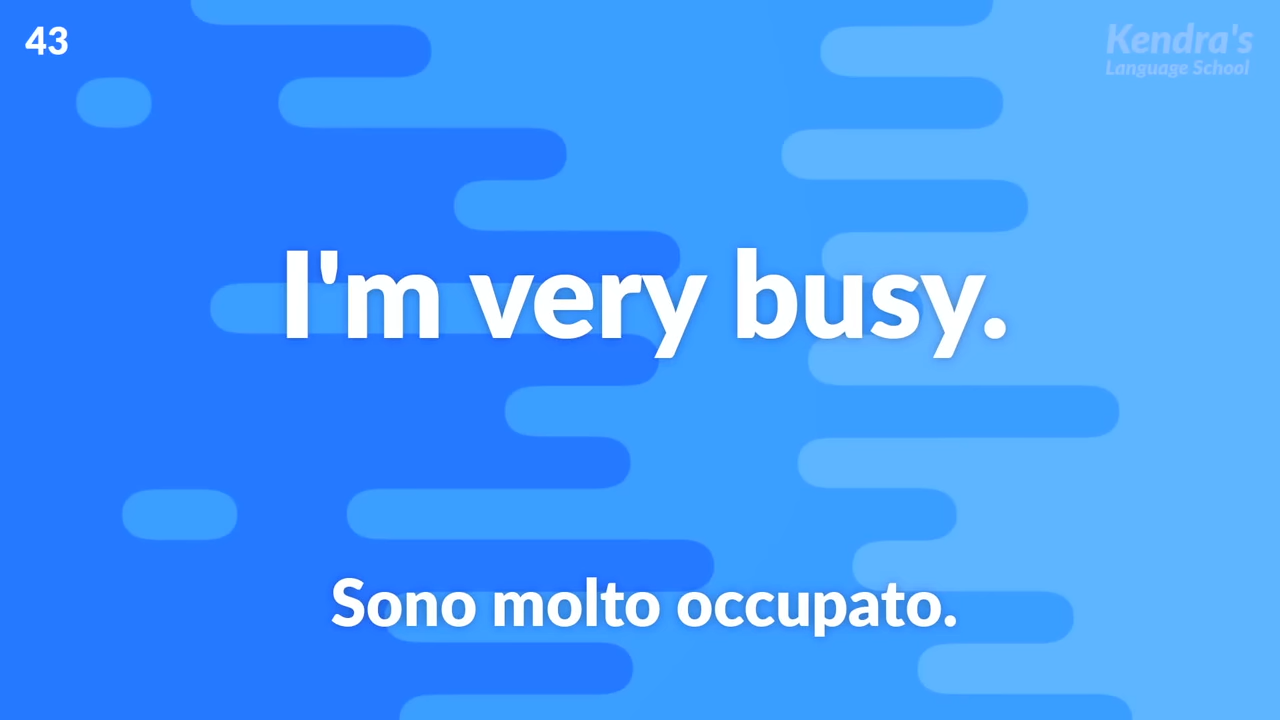 43
Kendra's
Language School
I'm very busy.
Sono molto occupato.